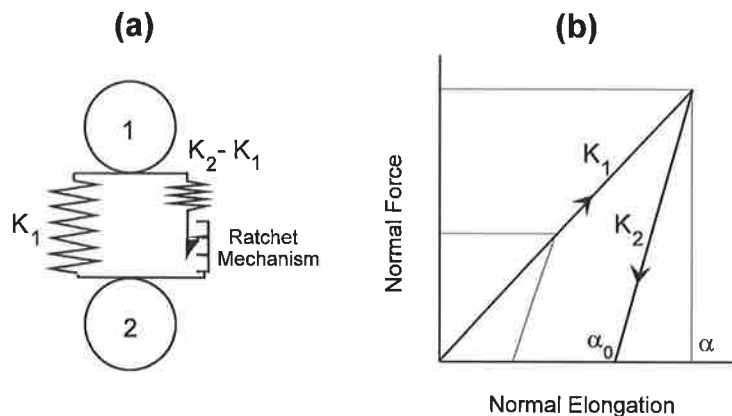 (a)
1
K2 - K1
K1
Ratchet
Mechanism
2
(b)
Normal Force
K1
K2
α0
α
Normal Elongation